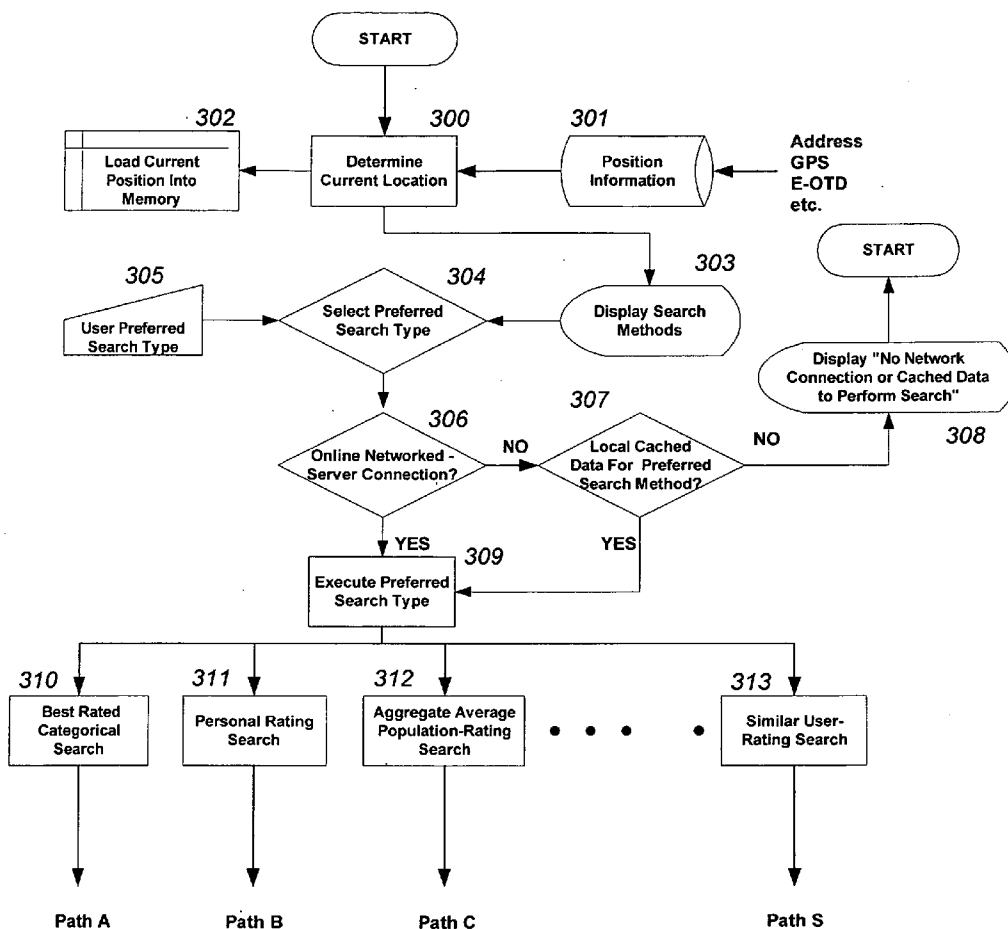 START
302
300
301
Load Current
Position Into
Memory
Determine
Current Location
Position
Information
Address
GPS
E-OTD
etc.
START
305
304
303
User Preferred
Search Type
Select Preferred
Search Type
Display Search
Methods
Display "No Network
Connection or Cached Data
to Perform Search"
308
306
307
Online Networked -
Server Connection?
NO
Local Cached
Data For Preferred
Search Method?
NO
YES
YES
309
Execute Preferred
Search Type
310
311
312
313
Best Rated
Categorical
Search
Personal Rating
Search
Aggregate Average
Population-Rating
Search
Similar User-
Rating Search
Path A
Path B
Path C
Path S